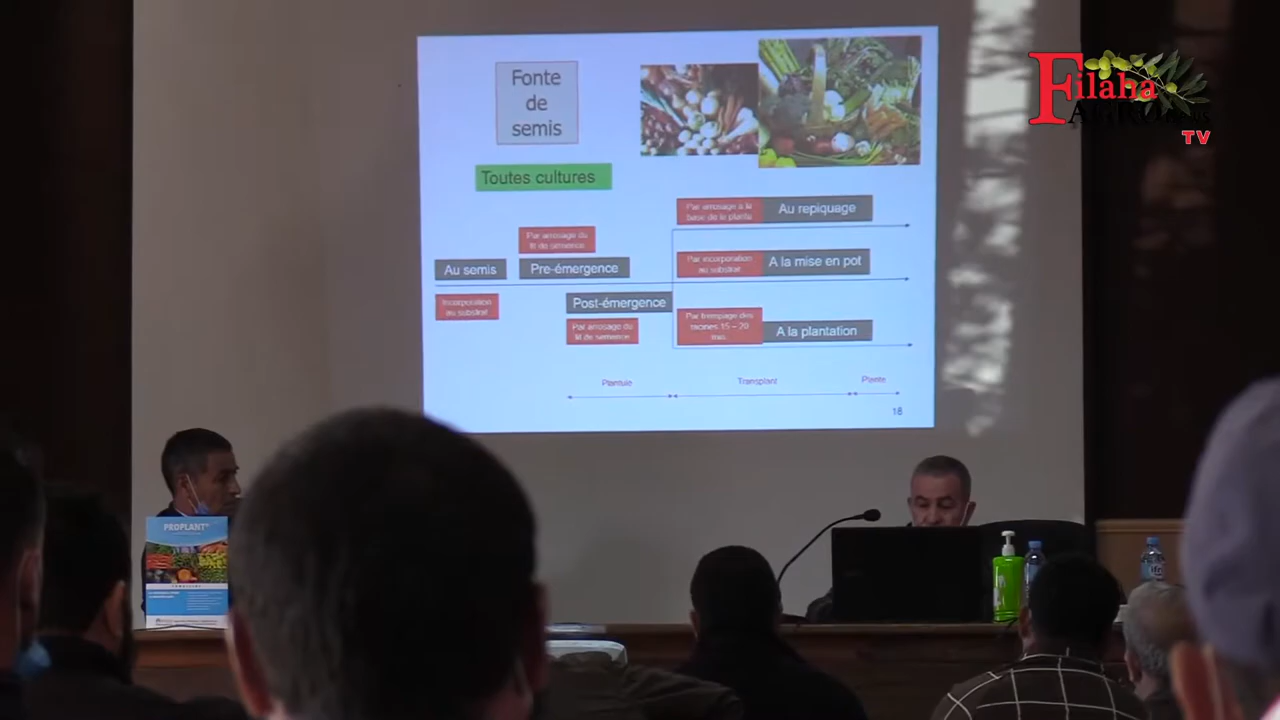 Filaha
TV
Fonte
de
semis
Toutes cultures
Par arrosage à la
base de la plante
Au repiquage
Par arrosage du
lit de semence
Au semis
Pre-émergence
Par incorporation
au substrat
A la mise en pot
Incorporation
au substrat
Post-émergence
Par arrosage du
lit de semence
Par trempage des
racines 15 – 20
min.
A la plantation
Plantule
Transplant
Plante
18
PROPLANT